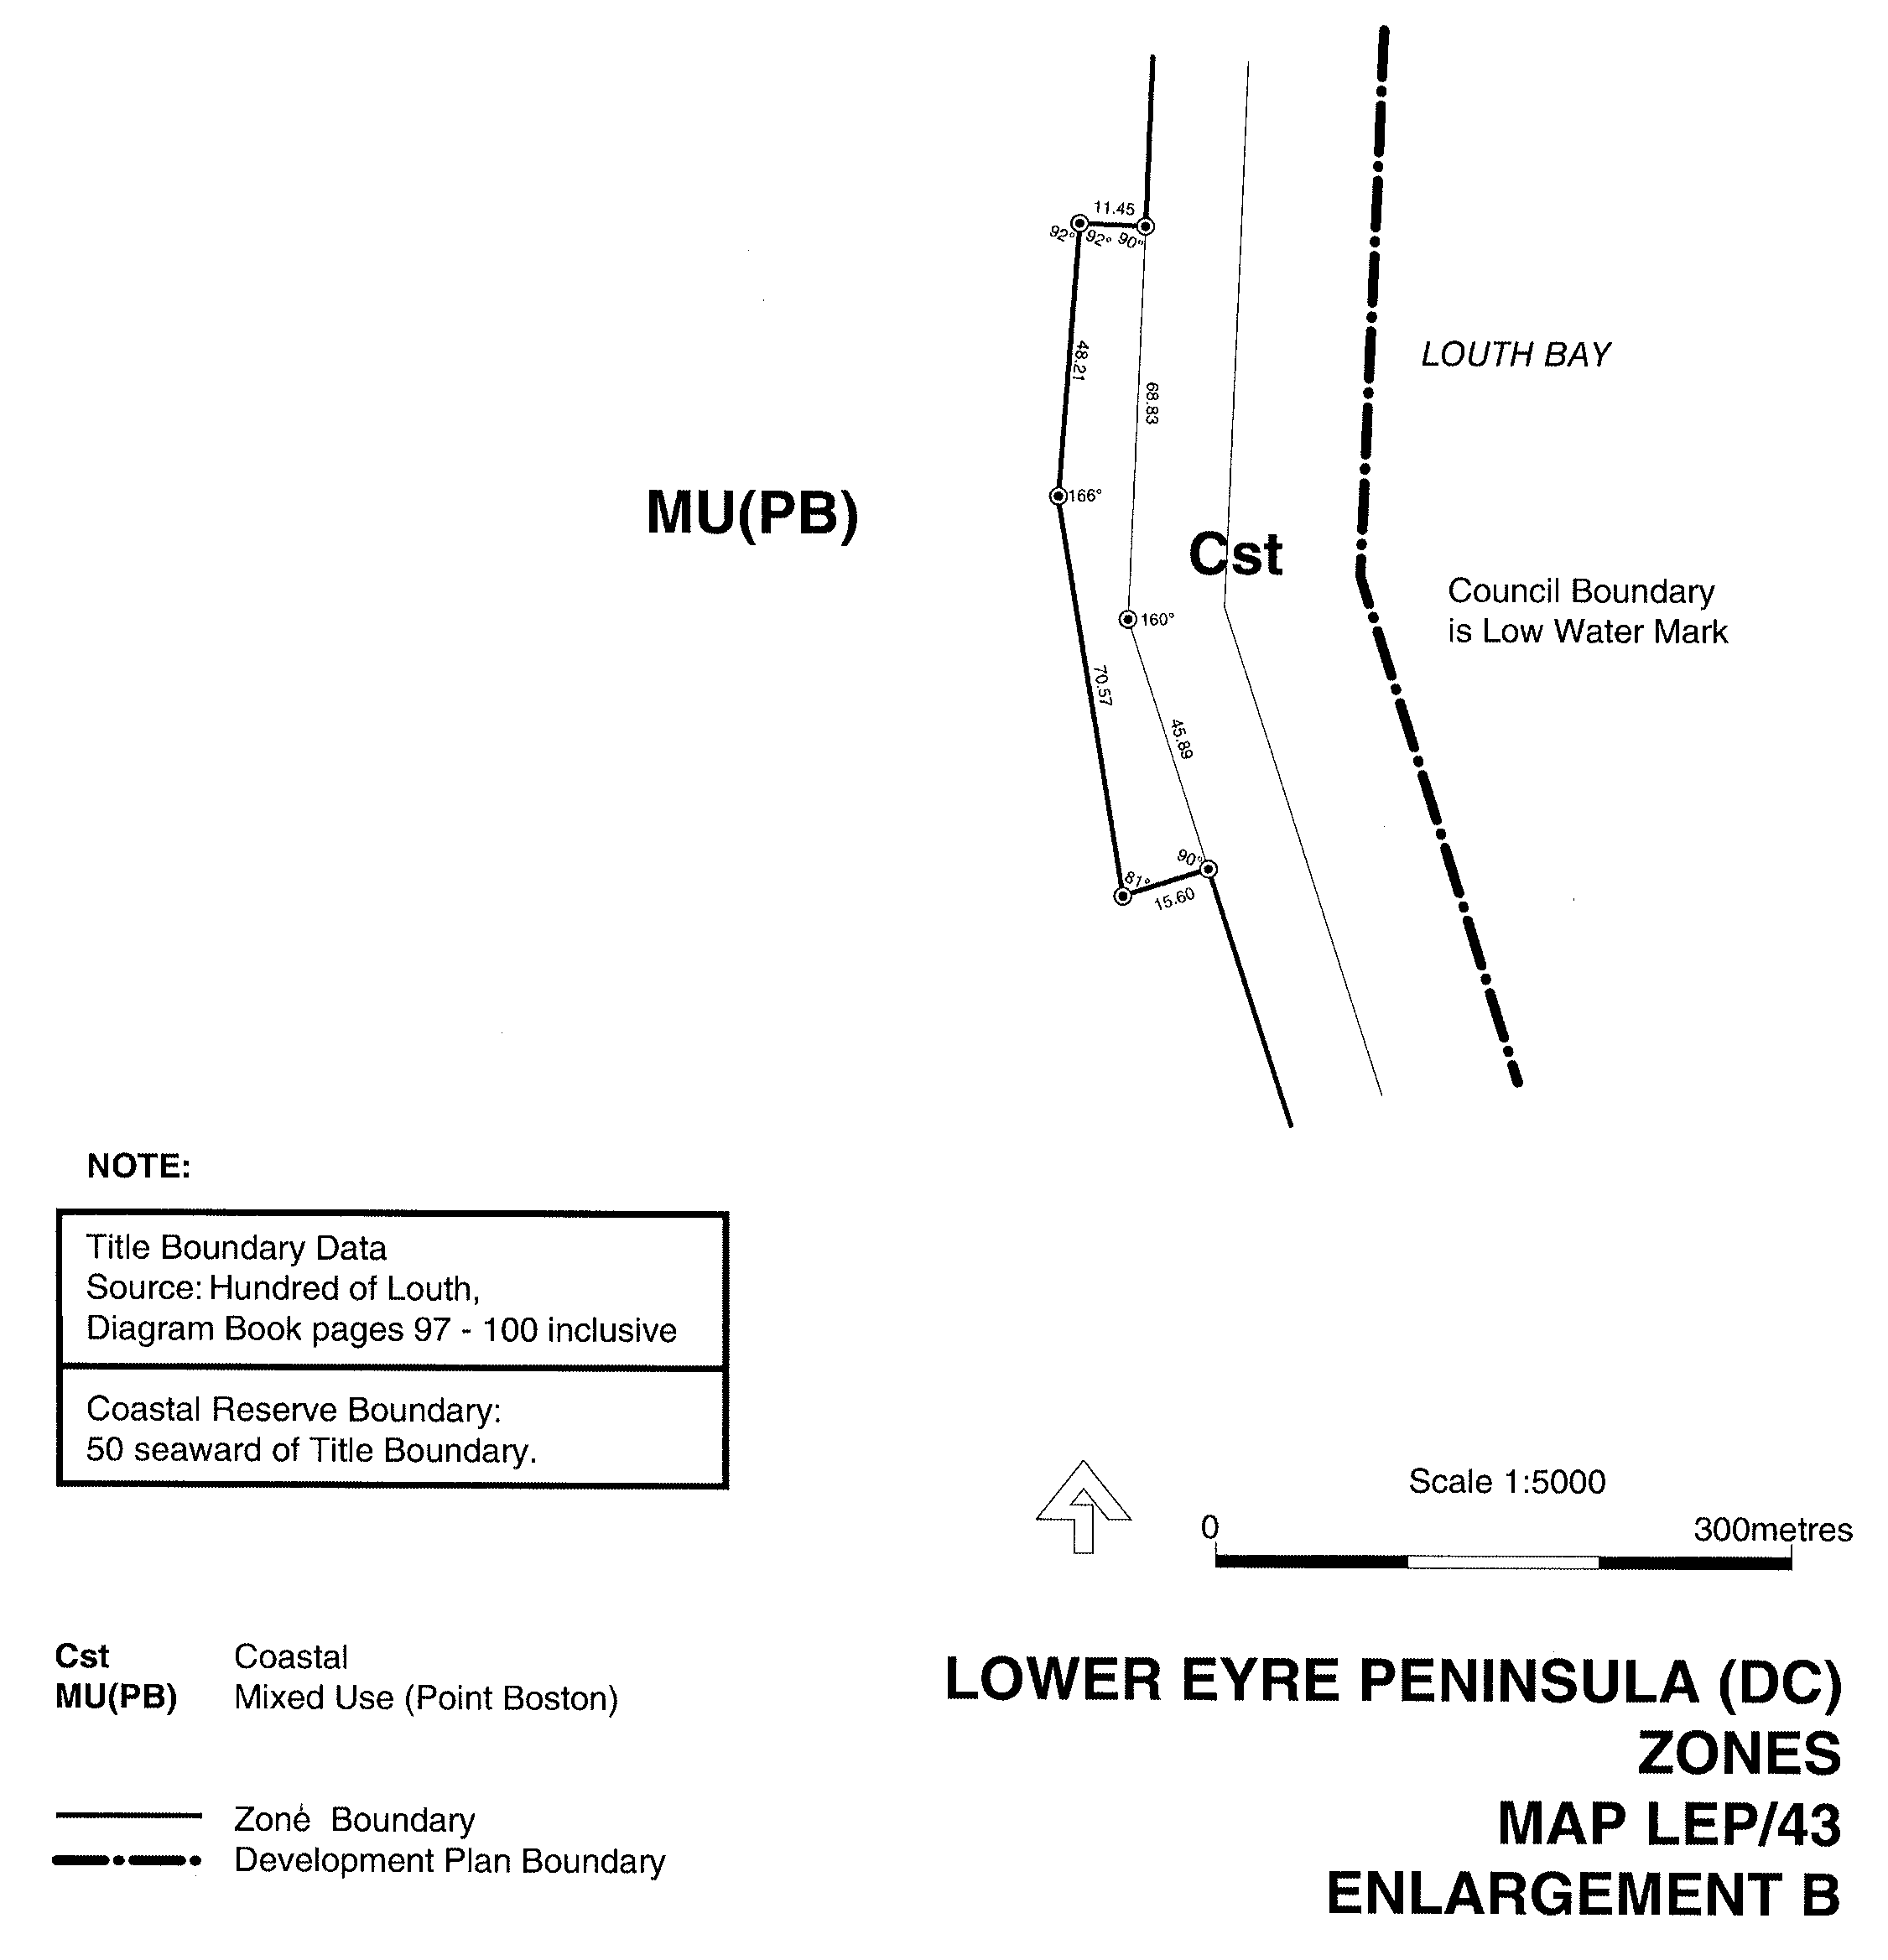 11.45
92° 92° 90°
48.21
68.83
LOUTH BAY
166°
MU(PB)
Cst
Council Boundary
is Low Water Mark
160°
70.57
45.89
90°
81°
15.60
NOTE:
Title Boundary Data
Source: Hundred of Louth,
Diagram Book pages 97 - 100 inclusive
Coastal Reserve Boundary:
50 seaward of Title Boundary.
Scale 1:5000
0 300metres
Cst Coastal
MU(PB) Mixed Use (Point Boston)
Zone Boundary
Development Plan Boundary
LOWER EYRE PENINSULA (DC)
ZONES
MAP LEP/43
ENLARGEMENT B